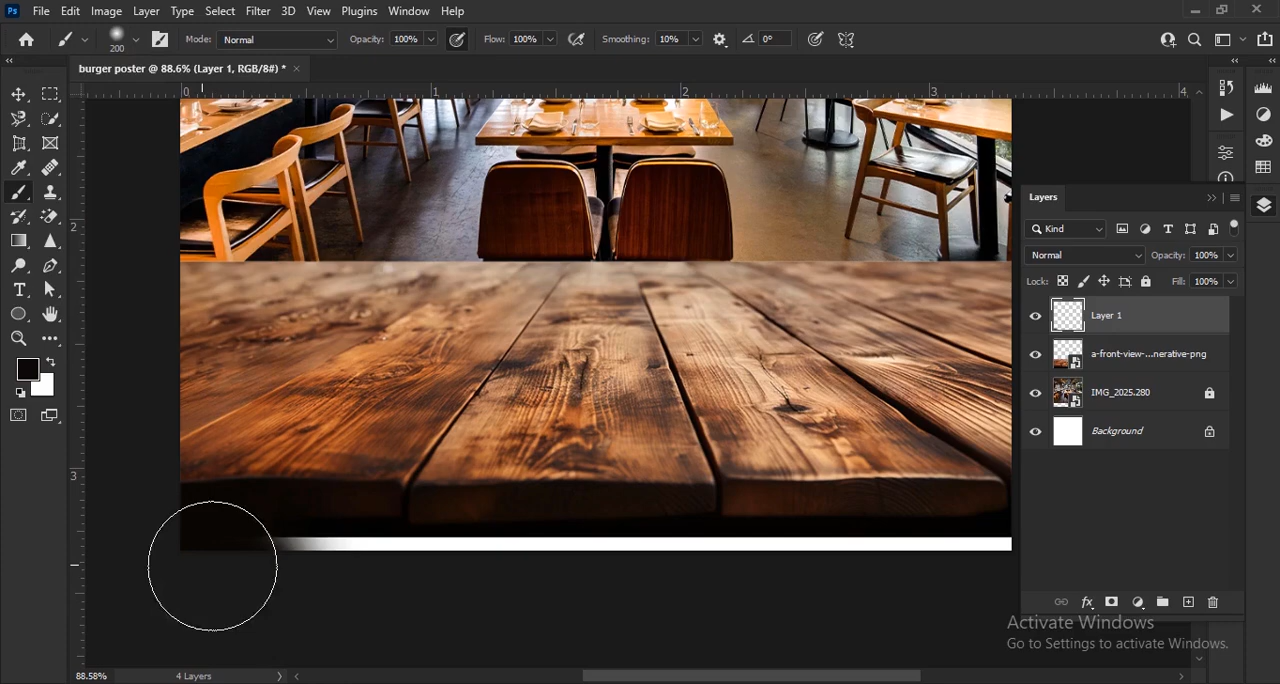 Ps File Edit Image Layer Type Select Filter 3D View Plugins Window Help
200 Mode: Normal Opacity: 100% Flow: 100% Smoothing: 10% 0°
burger poster @ 88.6% (Layer 1, RGB/8#) *
0 1 2 3 4
2
3
Layers
Kind
Normal Opacity: 100%
Lock: Fill: 100%
Layer 1
a-front-view-...nerative-png
IMG_2025.280
Background
fx
Activate Windows
Go to Settings to activate Windows.
88.58% 4 Layers